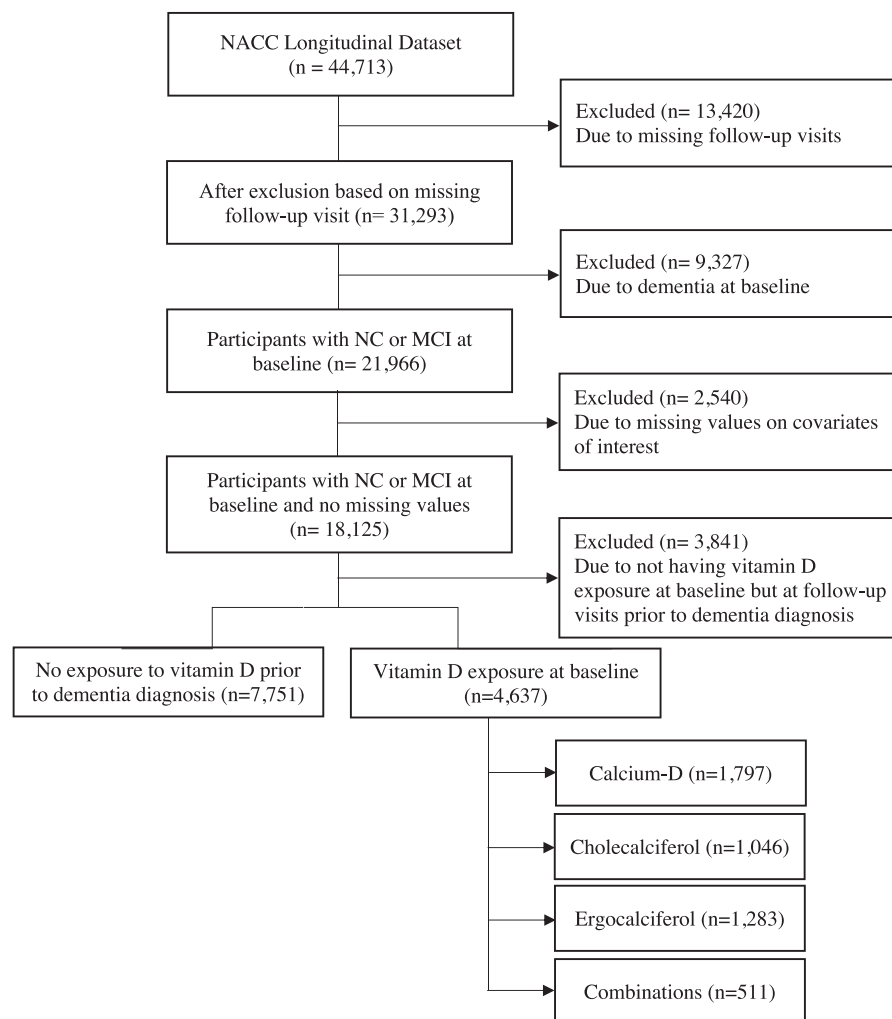 NACC Longitudinal Dataset
(n = 44,713)
Excluded (n= 13,420)
Due to missing follow-up visits
After exclusion based on missing
follow-up visit (n= 31,293)
Excluded (n= 9,327)
Due to dementia at baseline
Participants with NC or MCI at
baseline (n= 21,966)
Excluded (n= 2,540)
Due to missing values on covariates
of interest
Participants with NC or MCI at
baseline and no missing values
(n= 18,125)
Excluded (n= 3,841)
Due to not having vitamin D
exposure at baseline but at follow-up
visits prior to dementia diagnosis
No exposure to vitamin D prior
to dementia diagnosis (n=7,751)
Vitamin D exposure at baseline
(n=4,637)
Calcium-D (n=1,797)
Cholecalciferol (n=1,046)
Ergocalciferol (n=1,283)
Combinations (n=511)